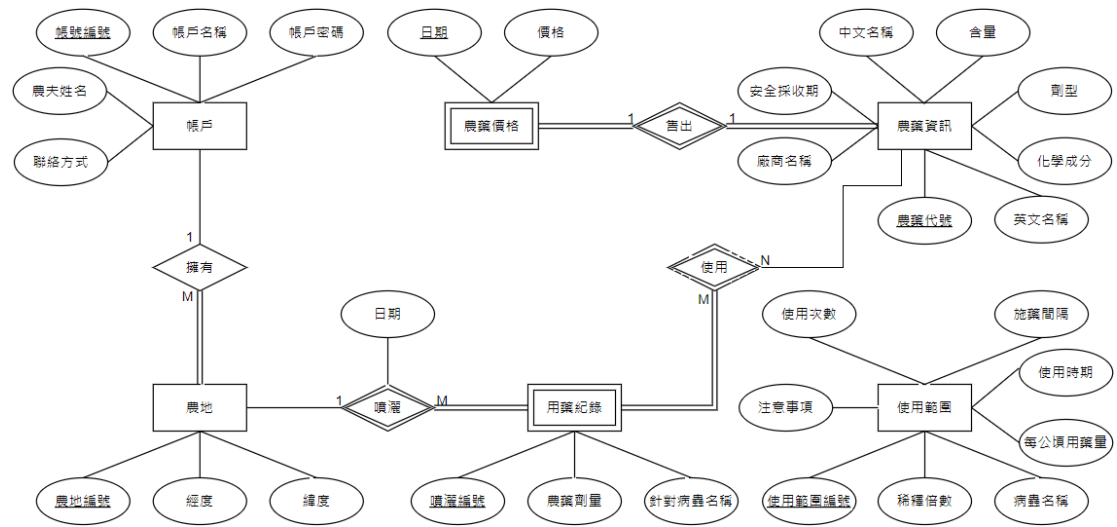 帳號編號
帳戶名稱
帳戶密碼
日期
價格
中文名稱
含量
農夫姓名
安全採收期
劑型
帳戶
農藥價格
1
售出
1
農藥資訊
聯絡方式
廠商名稱
化學成分
農藥代號
英文名稱
1
擁有
M
使用
N
M
日期
使用次數
施藥間隔
使用時期
農地
1
噴灑
M
用藥紀錄
注意事項
使用範圍
每公頃用藥量
農地編號
經度
緯度
噴灑編號
農藥劑量
針對病蟲名稱
使用範圍編號
稀釋倍數
病蟲名稱